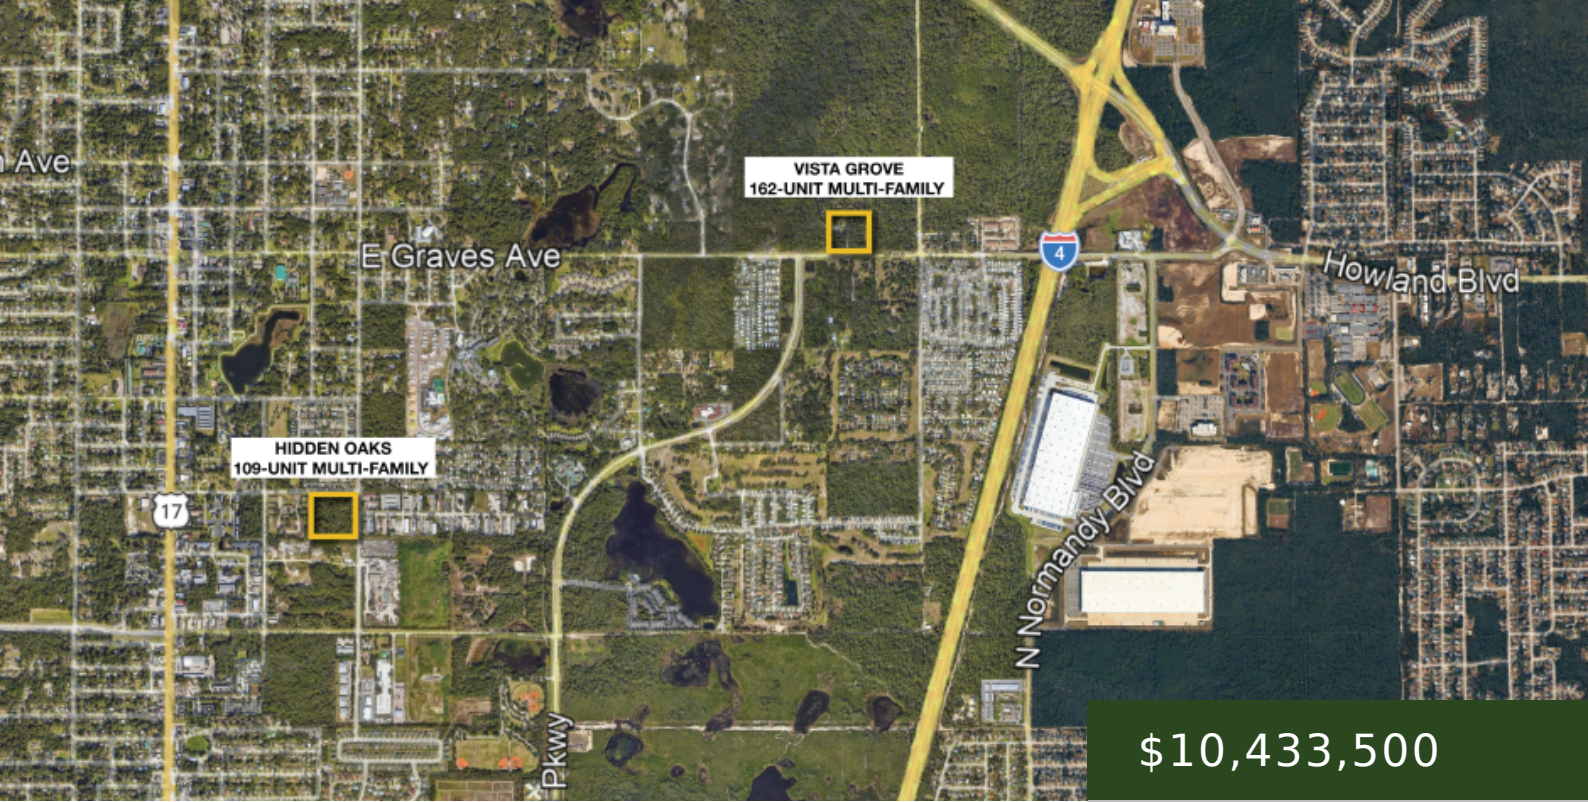 n Ave
VISTA GROVE
162-UNIT MULTI-FAMILY
E Graves Ave
4
Howland Blvd
HIDDEN OAKS
109-UNIT MULTI-FAMILY
17
N Normandy Blvd
Pkwy
$10,433,500